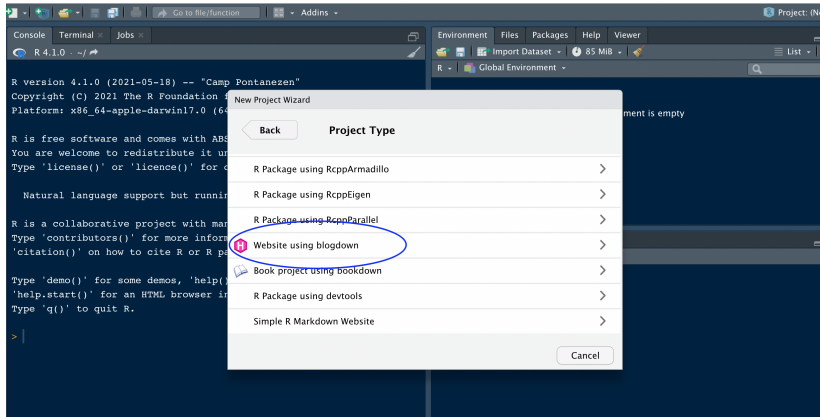 Go to file/function
Addins
Project: (No
Console Terminal Jobs
R 4.1.0 · ~/
R version 4.1.0 (2021-05-18) -- "Camp Pontanezen"
Copyright (C) 2021 The R Foundation f
Platform: x86_64-apple-darwin17.0 (64
R is free software and comes with ABS
You are welcome to redistribute it un
Type 'license()' or 'licence()' for d
Natural language support but runnin
R is a collaborative project with man
Type 'contributors()' for more inform
'citation()' on how to cite R or R pa
Type 'demo()' for some demos, 'help()
'help.start()' for an HTML browser in
Type 'q()' to quit R.
>
New Project Wizard
Back
Project Type
R Package using RcppArmadillo
R Package using RcppEigen
R Package using RcppParallel
H Website using blogdown
Book project using bookdown
R Package using devtools
Simple R Markdown Website
Cancel
Environment Files Packages Help Viewer
Import Dataset 85 MiB List
R Global Environment
ment is empty